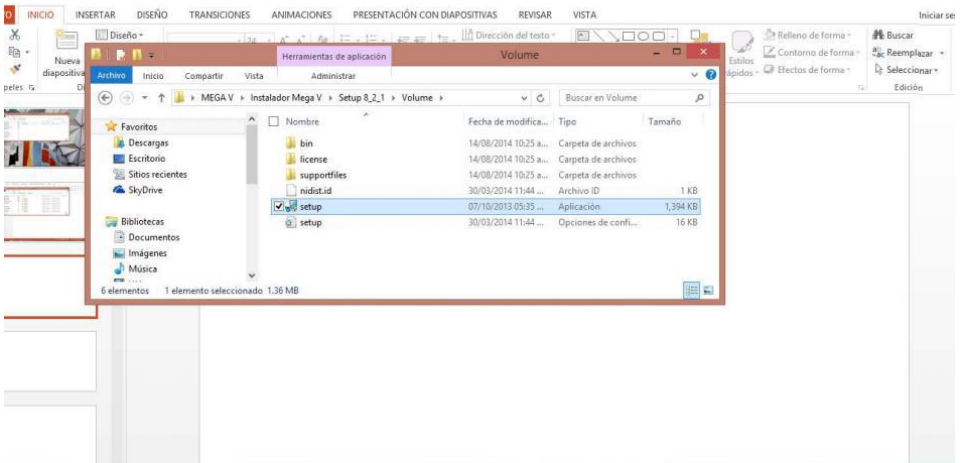 INICIO INSERTAR DISEÑO TRANSICIONES ANIMACIONES PRESENTACIÓN CON DIAPOSITIVAS REVISAR VISTA Iniciar se
Nueva
diapositiva
Diseño
24
Dirección del texto
Estilos
rápidos
Relleno de forma
Contorno de forma
Efectos de forma
Buscar
Reemplazar
Seleccionar
Edición
Herramientas de aplicación Volume
Archivo Inicio Compartir Vista Administrar
MEGA V Instalador Mega V Setup 8_2_1 Volume Buscar en Volume
Favoritos
Descargas
Escritorio
Sitios recientes
SkyDrive
Bibliotecas
Documentos
Imágenes
Música
Nombre Fecha de modifica... Tipo Tamaño
bin 14/08/2014 10:25 a... Carpeta de archivos
license 14/08/2014 10:25 a... Carpeta de archivos
supportfiles 14/08/2014 10:25 a... Carpeta de archivos
nidist.id 30/03/2014 11:44 ... Archivo ID 1 KB
setup 07/10/2013 05:35 ... Aplicación 1,394 KB
setup 30/03/2014 11:44 ... Opciones de confi... 16 KB
6 elementos 1 elemento seleccionado 1.36 MB